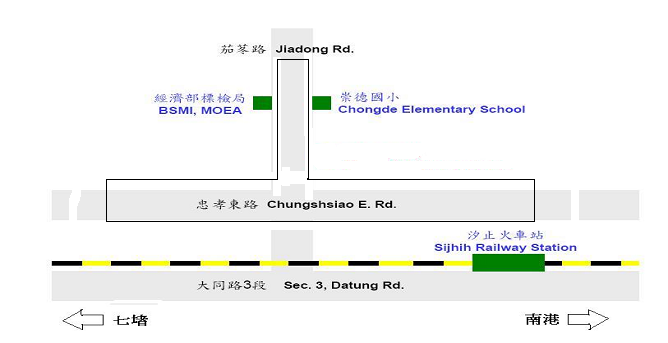 茄苳路 Jiadong Rd.
經濟部標檢局
BSMI, MOEA
崇德國小
Chongde Elementary School
忠孝東路 Chungshsiao E. Rd.
汐止火車站
Sijhih Railway Station
大同路3段 Sec. 3, Datung Rd.
七堵
南港